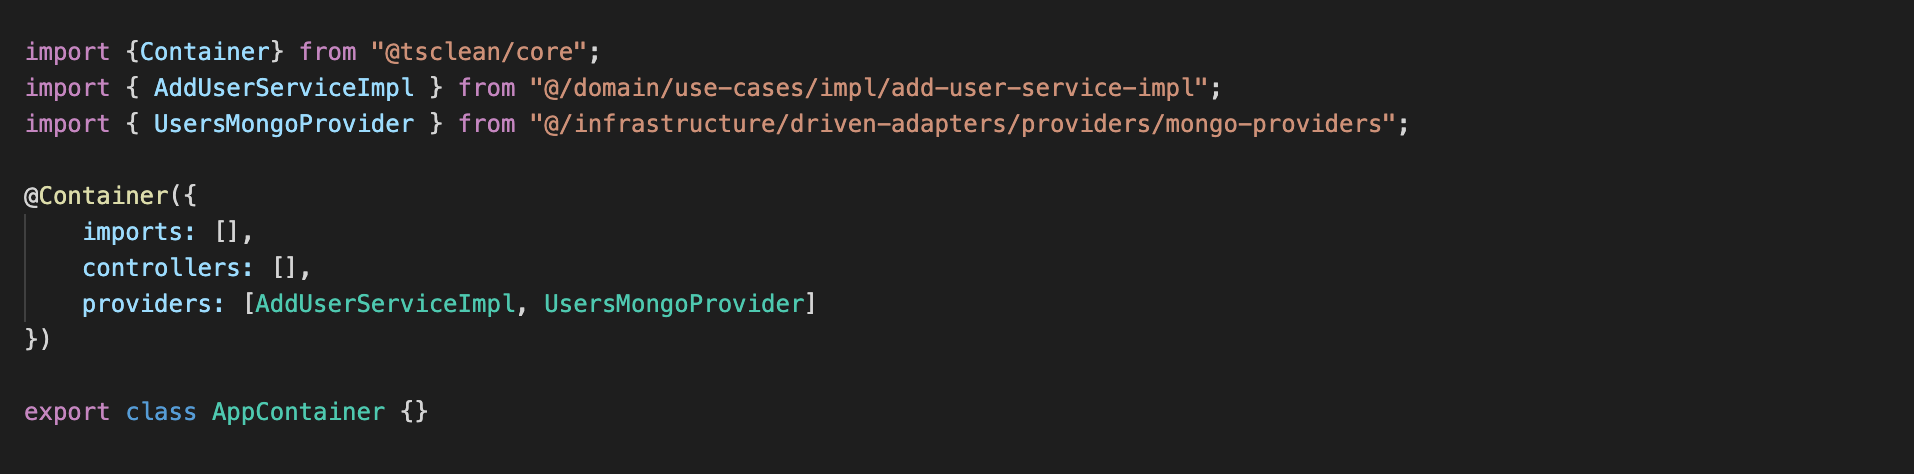 import {Container} from "@tsclean/core";
import { AddUserServiceImpl } from "@/domain/use-cases/impl/add-user-service-impl";
import { UsersMongoProvider } from "@/infrastructure/driven-adapters/providers/mongo-providers";
@Container({
    imports: [],
    controllers: [],
    providers: [AddUserServiceImpl, UsersMongoProvider]
})
export class AppContainer {}